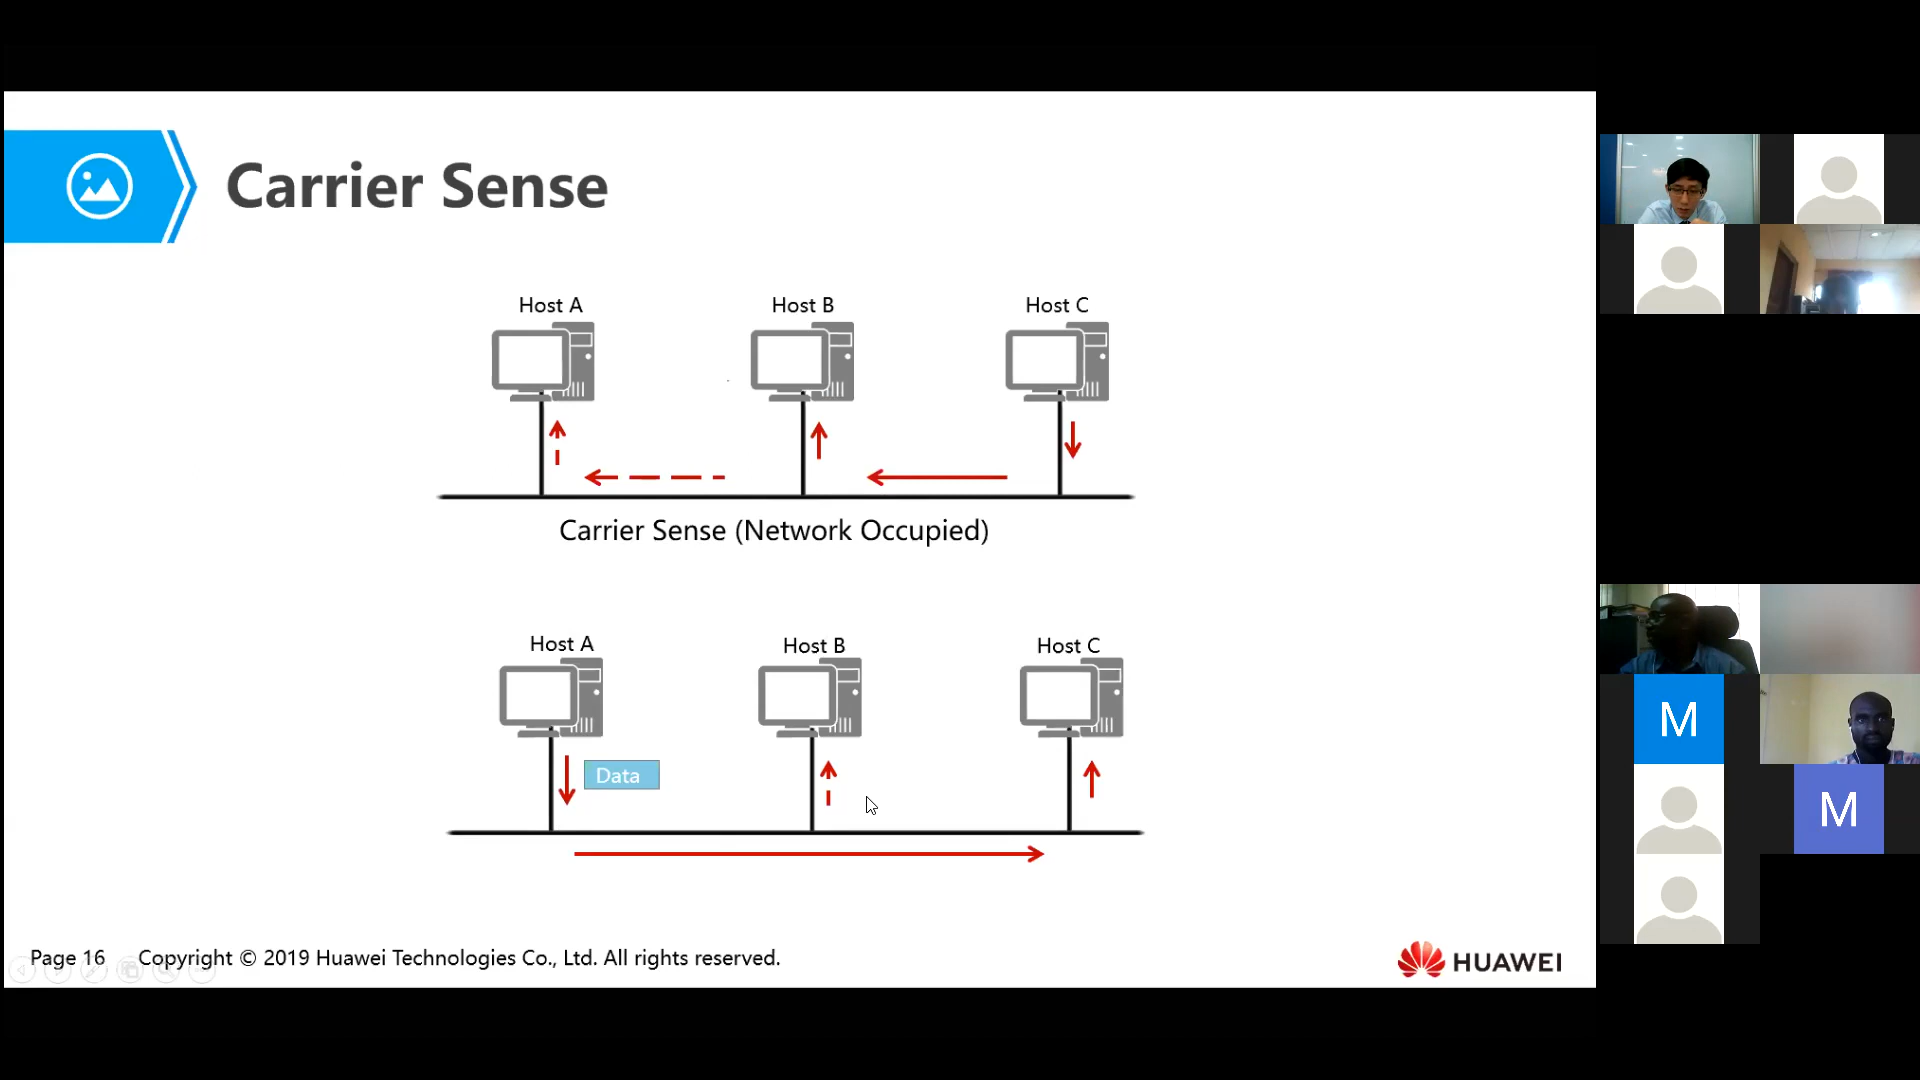 Carrier Sense
Host A
Host B
Host C
Carrier Sense (Network Occupied)
Host A
Host B
Host C
Data
Page 16
Copyright © 2019 Huawei Technologies Co., Ltd. All rights reserved.
HUAWEI
M
M